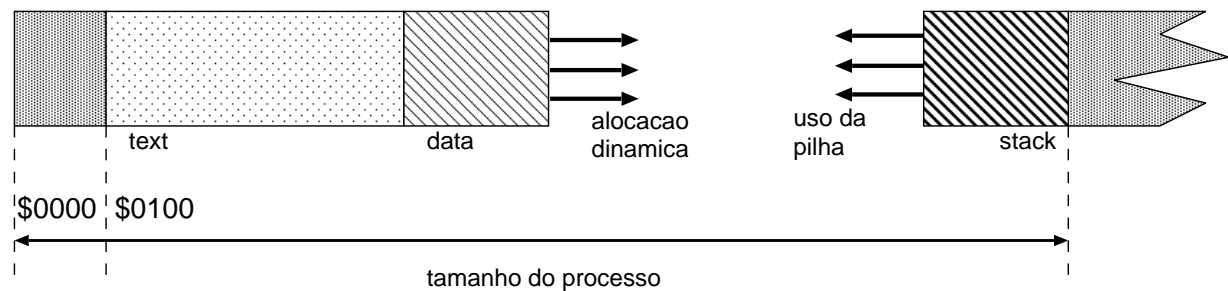 text
data
alocacao
dinamica
uso da
pilha
stack
$0000
$0100
tamanho do processo